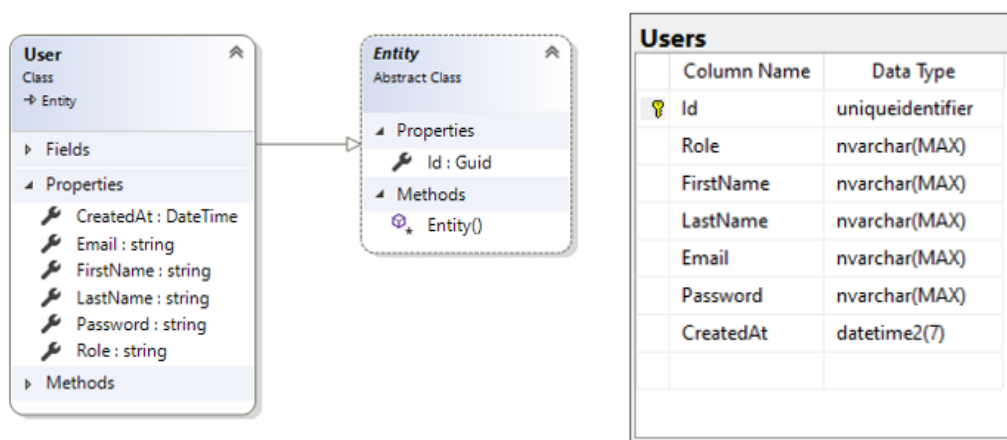 User
Class
Entity
Fields
Properties
CreatedAt : DateTime
Email : string
FirstName : string
LastName : string
Password : string
Role : string
Methods
Entity
Abstract Class
Properties
Id : Guid
Methods
Entity()
Users
Column Name Data Type
Id uniqueidentifier
Role nvarchar(MAX)
FirstName nvarchar(MAX)
LastName nvarchar(MAX)
Email nvarchar(MAX)
Password nvarchar(MAX)
CreatedAt datetime2(7)